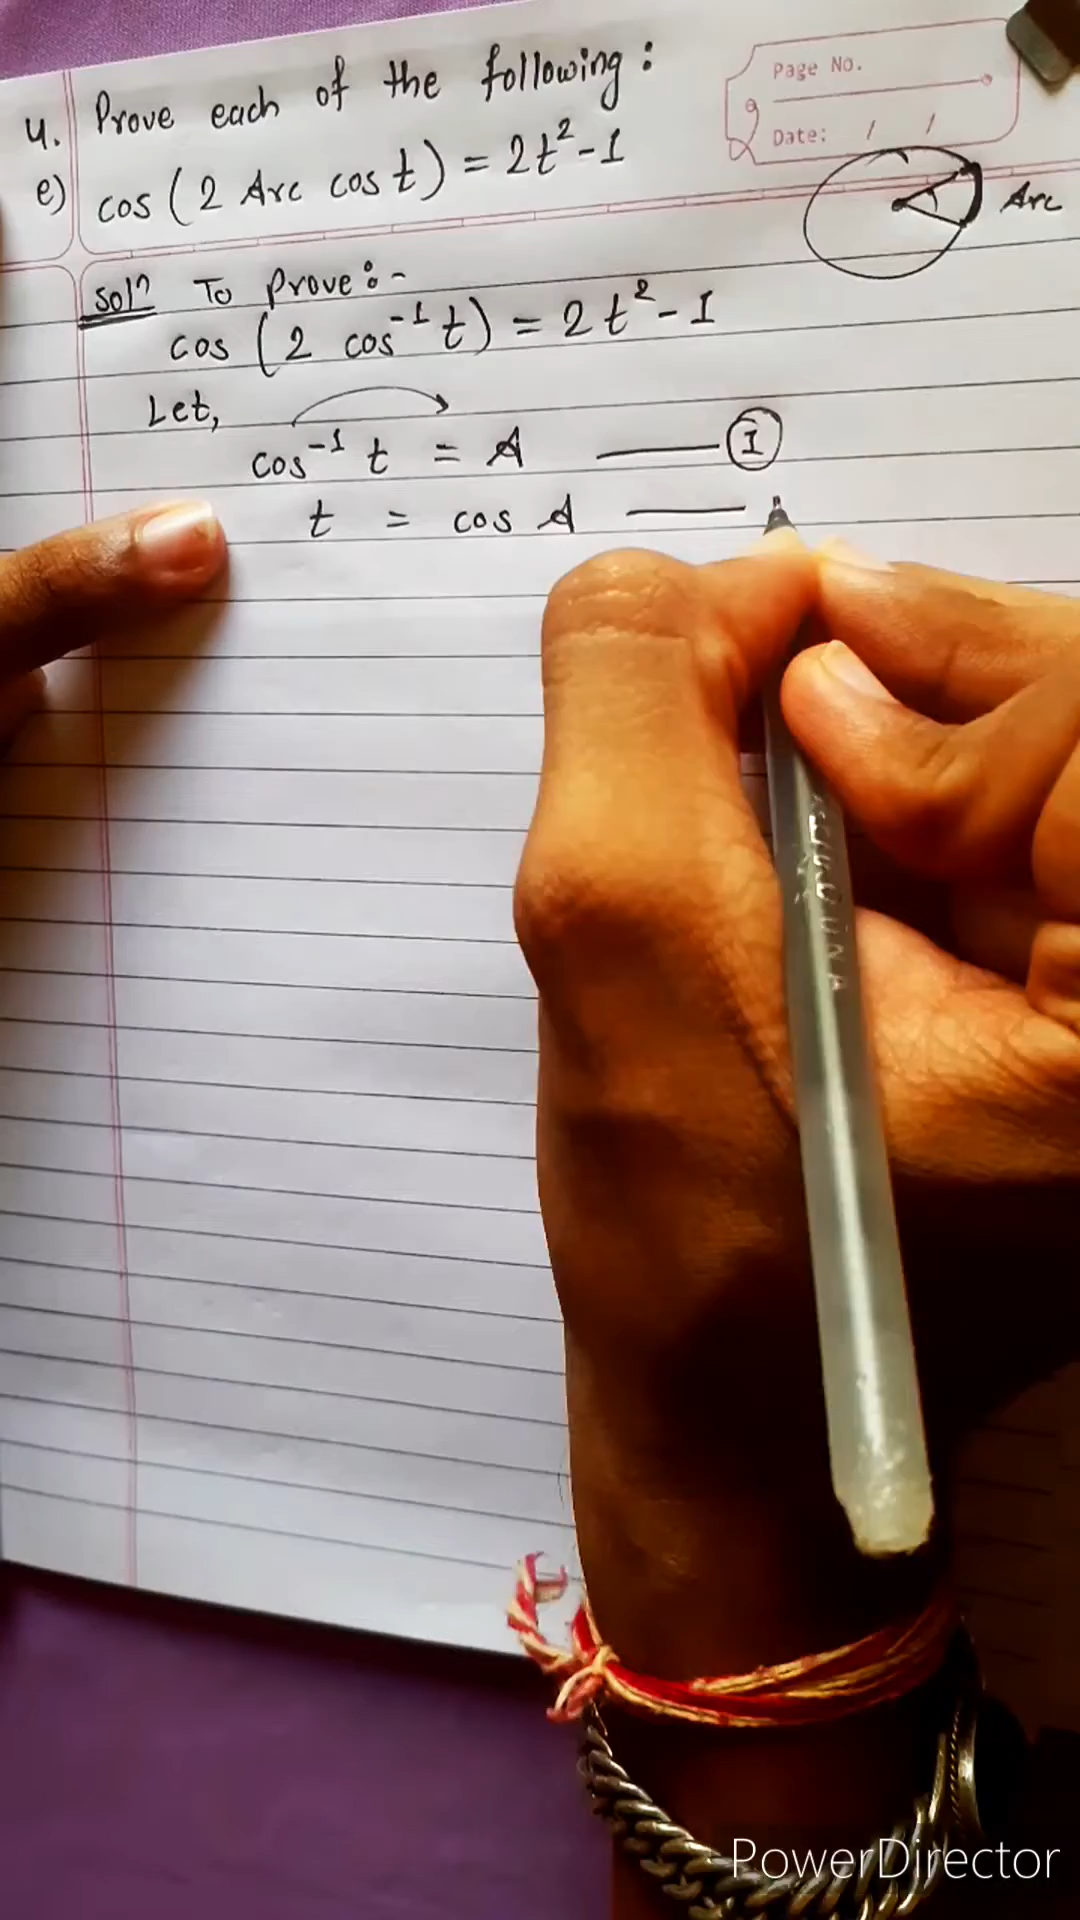 4. Prove each of the following:
Page No.
Date: / /
e) cos (2 Arc cos t) = 2t² - 1
Arc
Solⁿ To Prove:-
cos (2 cos⁻¹ t) = 2t² - 1
Let,
cos⁻¹ t = A —— ①
t = cos A ——
PowerDirector